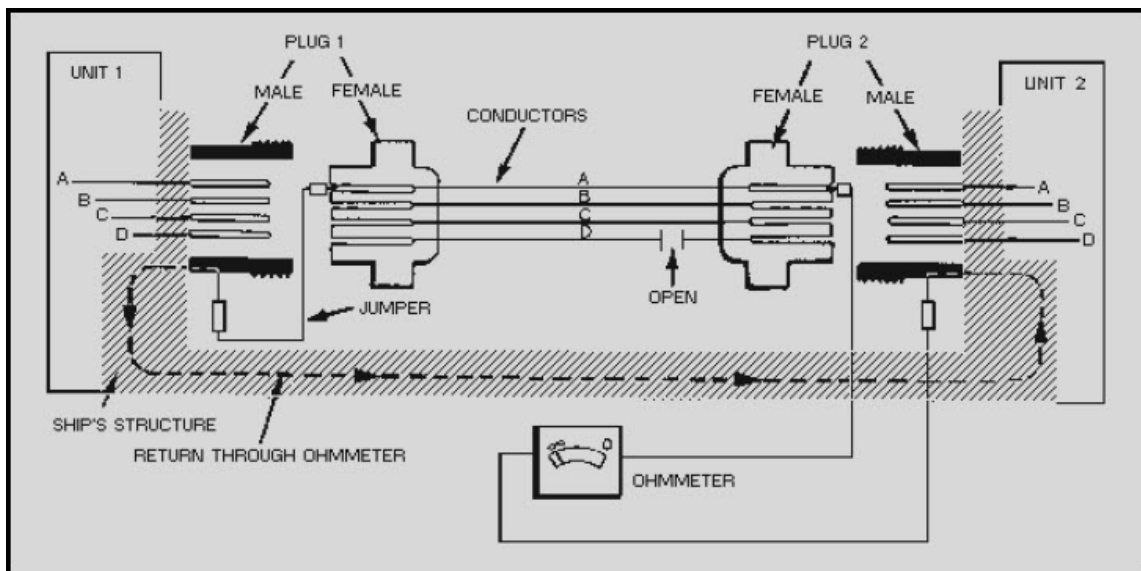 PLUG 1
PLUG 2
UNIT 1
UNIT 2
MALE
FEMALE
FEMALE
MALE
CONDUCTORS
A
A
A
B
B
B
C
C
C
D
D
D
OPEN
JUMPER
SHIP'S STRUCTURE
RETURN THROUGH OHMMETER
∞
0
OHMMETER